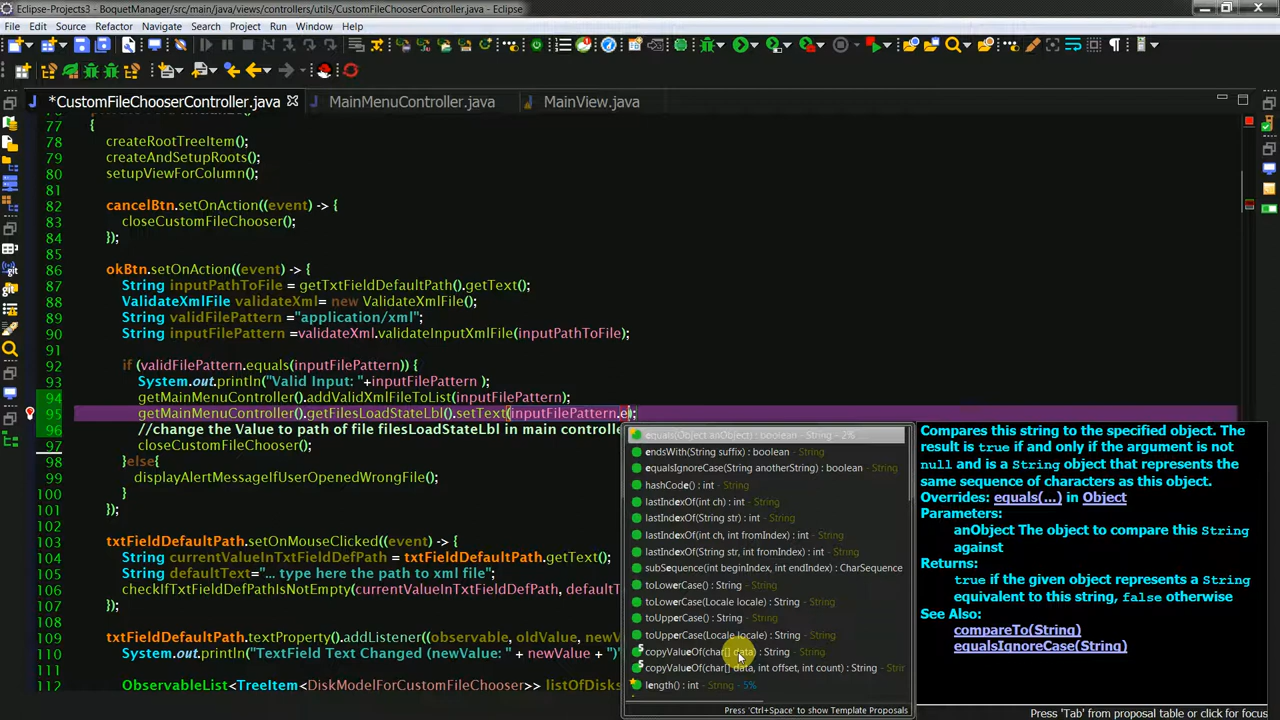 Eclipse-Projects3 - BoquetManager/src/main/java/views/controllers/utils/CustomFileChooserController.java - Eclipse
File Edit Source Refactor Navigate Search Project Run Window Help
*CustomFileChooserController.java MainMenuController.java MainView.java
77 {
78 createRootTreeItem();
79 createAndSetupRoots();
80 setupViewForColumn();
81
82 cancelBtn.setOnAction((event) -> {
83 closeCustomFileChooser();
84 });
85
86 okBtn.setOnAction((event) -> {
87 String inputPathToFile = getTxtFieldDefaultPath().getText();
88 ValidateXmlFile validateXml= new ValidateXmlFile();
89 String validFilePattern ="application/xml";
90 String inputFilePattern =validateXml.validateInputXmlFile(inputPathToFile);
91
92 if (validFilePattern.equals(inputFilePattern)) {
93 System.out.println("Valid Input: "+inputFilePattern );
94 getMainMenuController().addValidXmlFileToList(inputFilePattern);
95 getMainMenuController().getFilesLoadStateLbl().setText(inputFilePattern.e);
96 //change the Value to path of file filesLoadStateLbl in main controlle
97 closeCustomFileChooser();
98 }else{
99 displayAlertMessageIfUserOpenedWrongFile();
100 }
101 });
102
103 txtFieldDefaultPath.setOnMouseClicked((event) -> {
104 String currentValueInTxtFieldDefPath = txtFieldDefaultPath.getText();
105 String defaultText="... type here the path to xml file";
106 checkIfTxtFieldDefPathIsNotEmpty(currentValueInTxtFieldDefPath, defaultT
107 });
108
109 txtFieldDefaultPath.textProperty().addListener((observable, oldValue, newV
110 System.out.println("TextField Text Changed (newValue: " + newValue + ")"
111
112 ObservableList<TreeItem<DiskModelForCustomFileChooser>> listOfDisks
equals(Object anObject) : boolean - String - 2%
endsWith(String suffix) : boolean - String
equalsIgnoreCase(String anotherString) : boolean
hashCode() : int - String
lastIndexOf(int ch) : int - String
lastIndexOf(String str) : int - String
lastIndexOf(int ch, int fromIndex) : int - String
lastIndexOf(String str, int fromIndex) : int - String
subSequence(int beginIndex, int endIndex) : CharSequence
toLowerCase() : String - String
toLowerCase(Locale locale) : String - String
toUpperCase() : String - String
toUpperCase(Locale locale) : String - String
copyValueOf(char[] data) : String - String
copyValueOf(char[] data, int offset, int count) : String - Strir
length() : int - String - 5%
Press 'Ctrl+Space' to show Template Proposals
Compares this string to the specified object. The
result is true if and only if the argument is not
null and is a String object that represents the
same sequence of characters as this object.
Overrides: equals(...) in Object
Parameters:
anObject The object to compare this String
against
Returns:
true if the given object represents a String
equivalent to this string, false otherwise
See Also:
compareTo(String)
equalsIgnoreCase(String)
Press 'Tab' from proposal table or click for focus